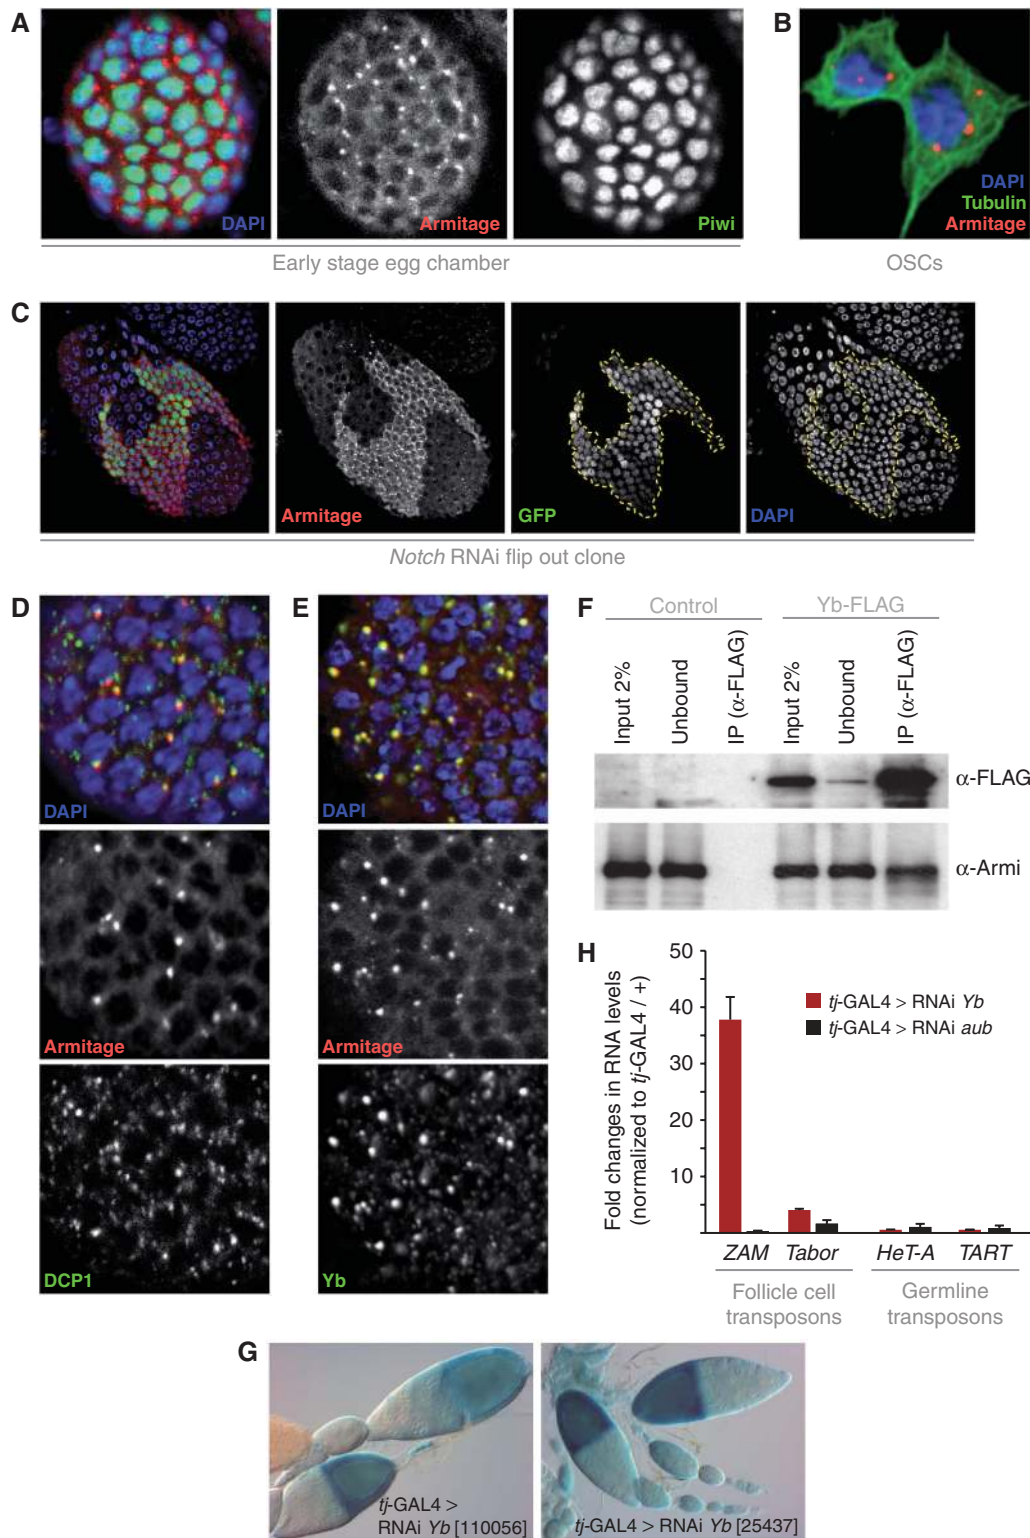 A
DAPI
Armitage
Piwi
Early stage egg chamber
B
DAPI
Tubulin
Armitage
OSCs
C
Armitage
GFP
DAPI
Notch RNAi flip out clone
D
DAPI
Armitage
DCP1
E
DAPI
Armitage
Yb
F
Control
Yb-FLAG
Input 2%
Unbound
IP (α-FLAG)
Input 2%
Unbound
IP (α-FLAG)
α-FLAG
α-Armi
H
Fold changes in RNA levels
(normalized to tj-GAL4 / +)
50
40
30
20
10
tj-GAL4 > RNAi Yb
tj-GAL4 > RNAi aub
ZAM
Tabor
HeT-A
TART
Follicle cell
transposons
Germline
transposons
G
tj-GAL4 >
RNAi Yb [110056]
tj-GAL4 > RNAi Yb [25437]